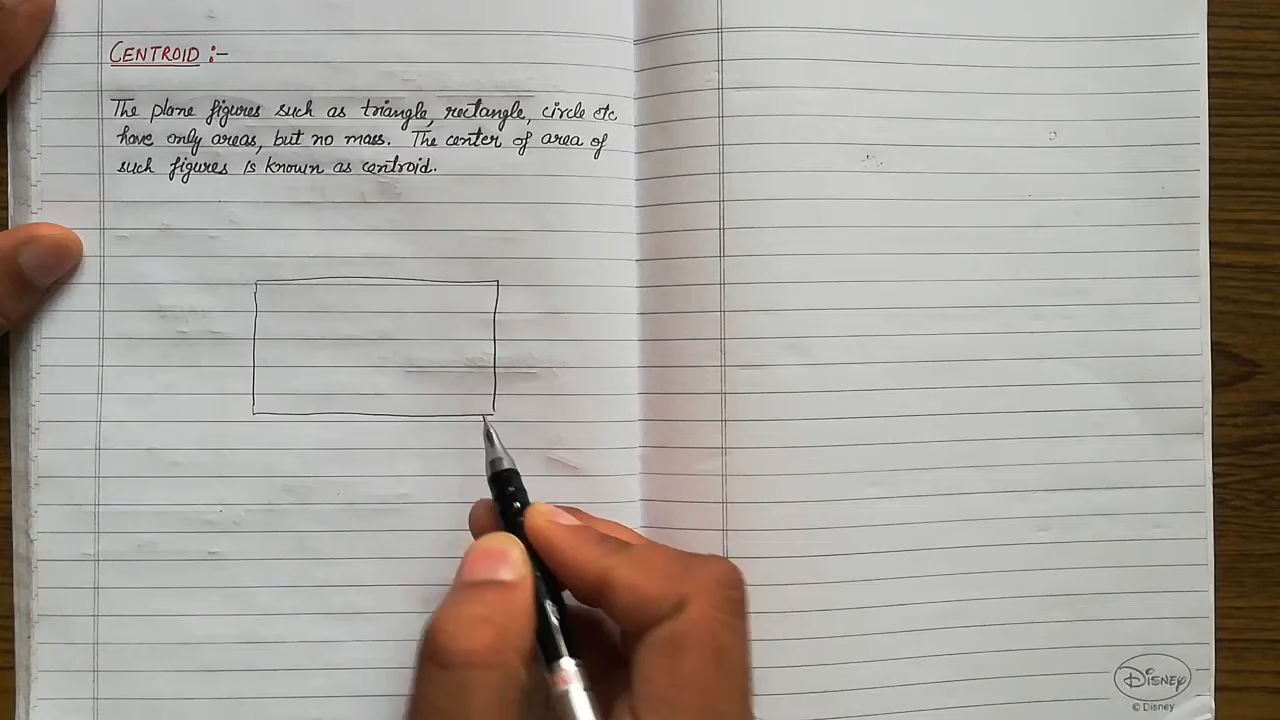 CENTROID :-
The plane figures such as triangle, rectangle, circle etc
have only areas, but no mass. The center of area of
such figures is known as centroid.
DISNEY
© Disney